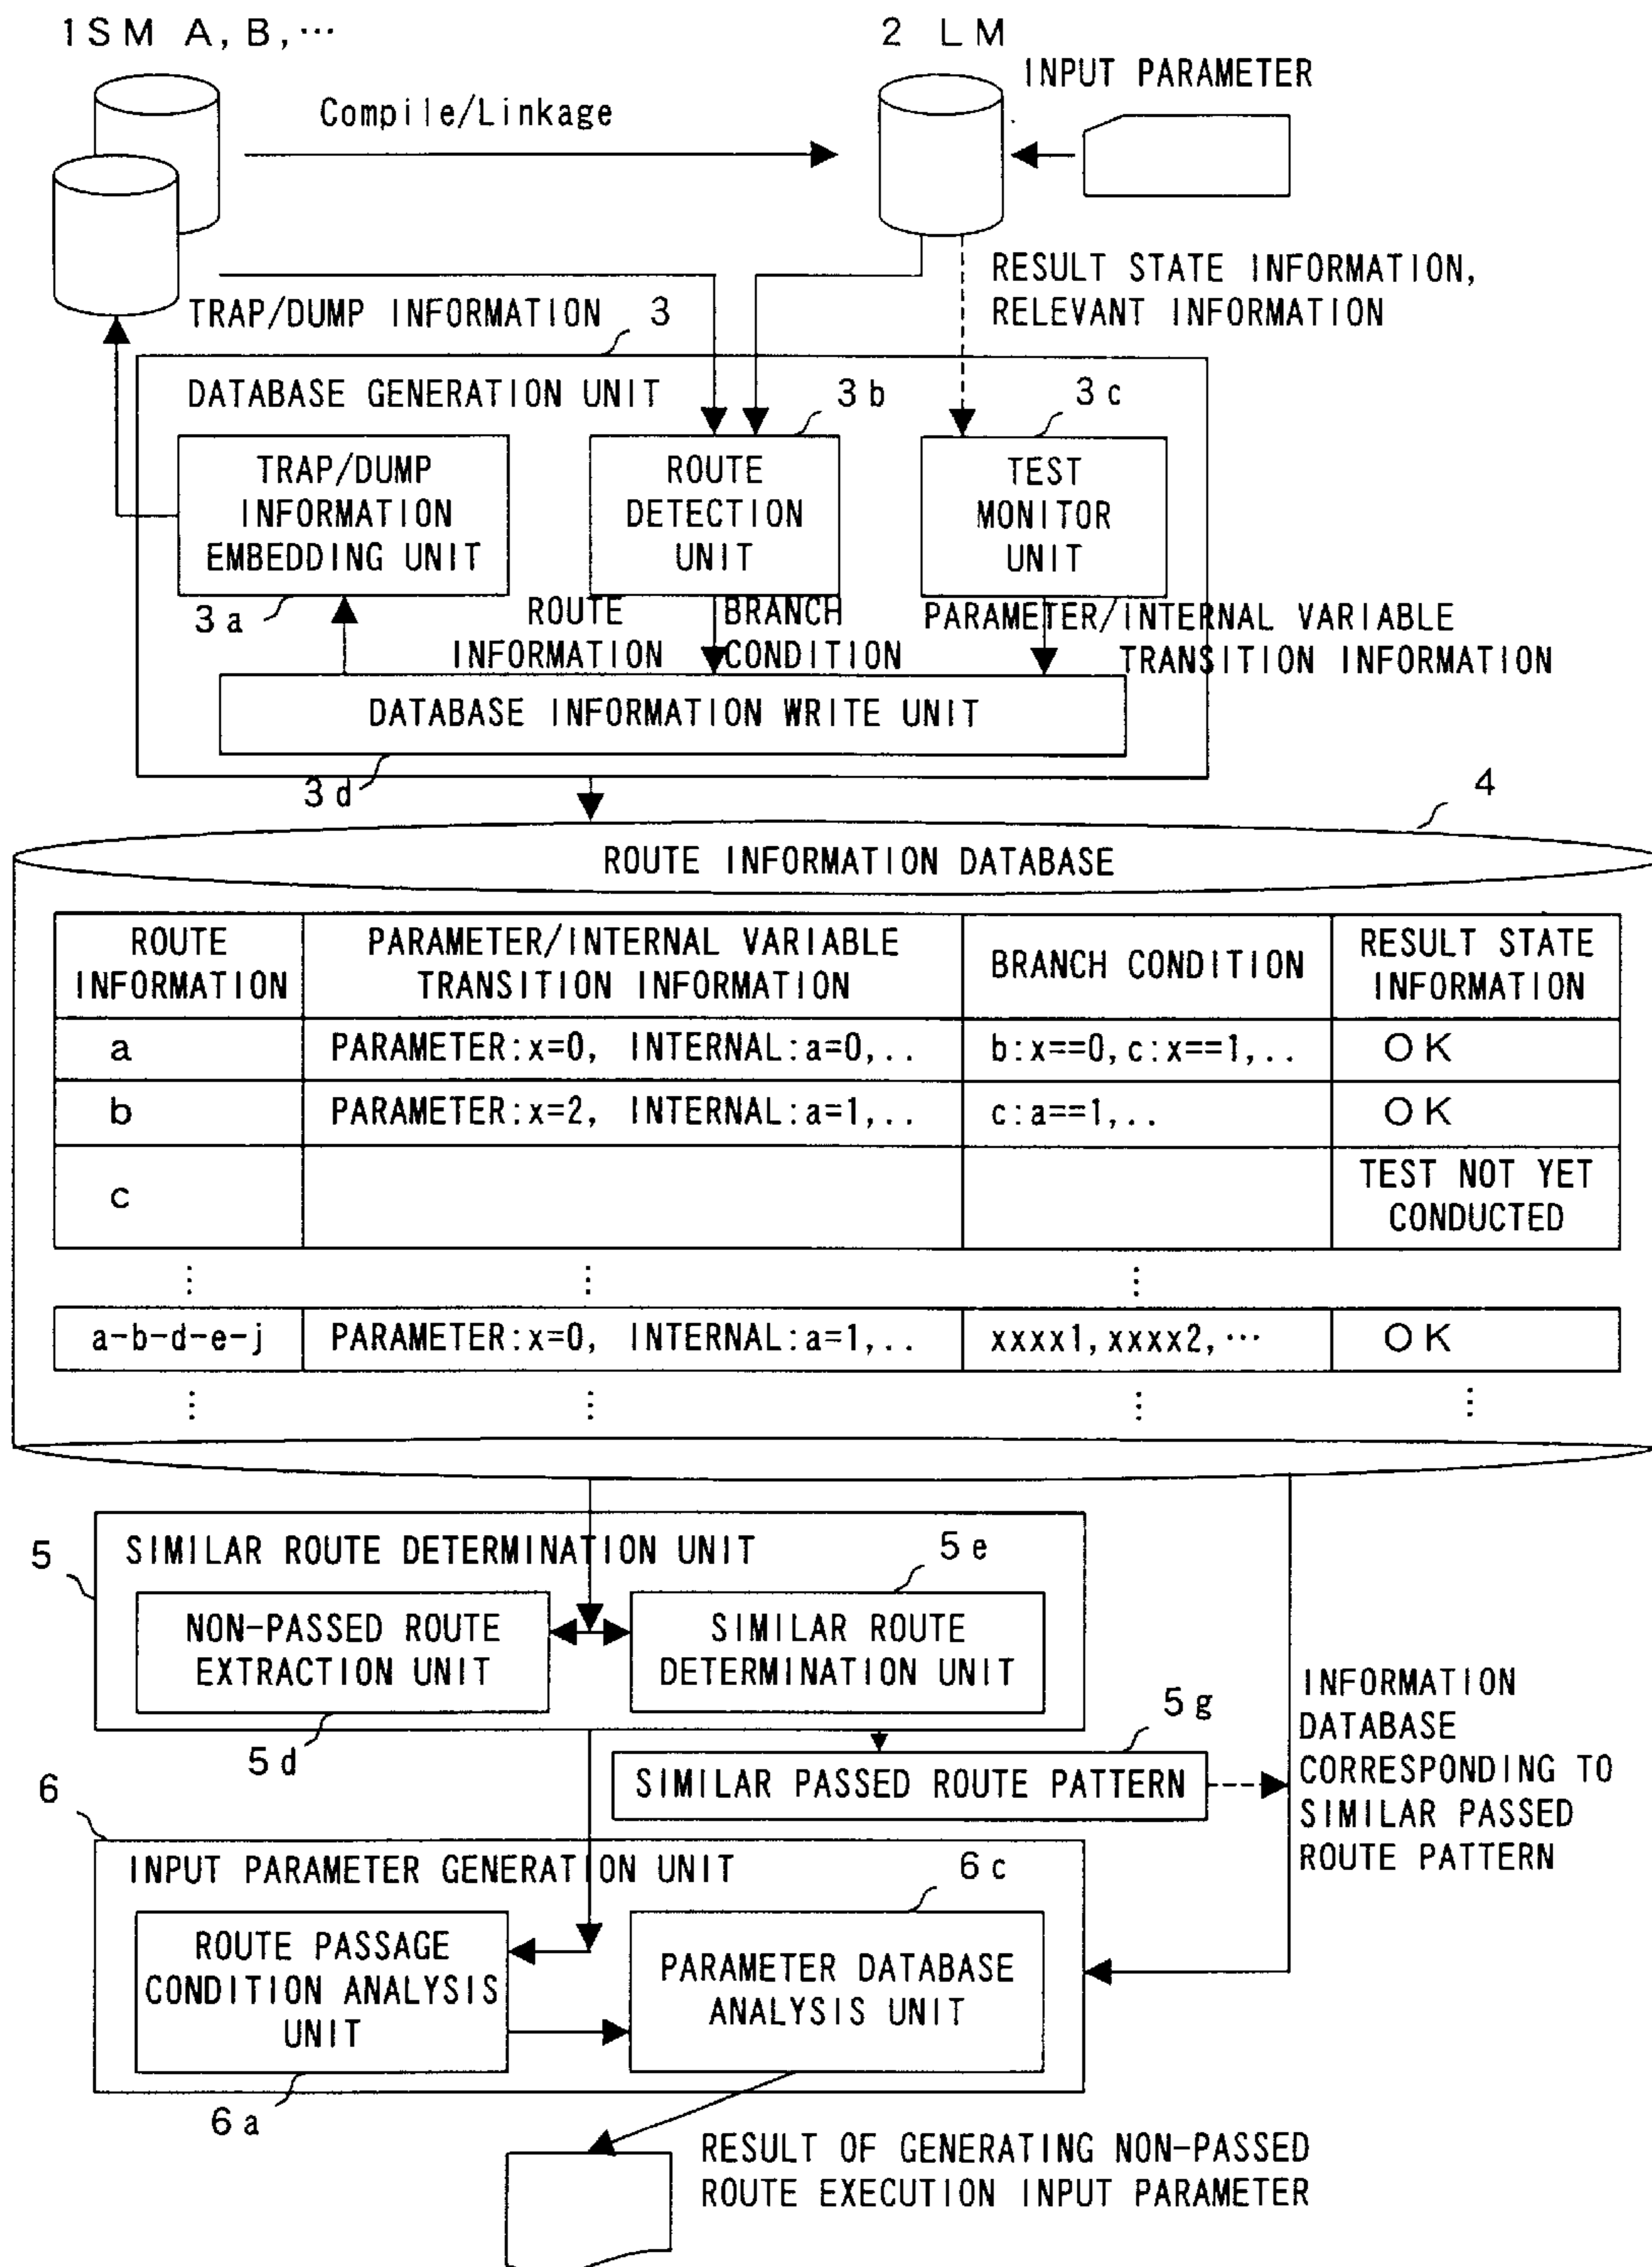 1SM A, B, ···
2 LM
INPUT PARAMETER
Compile/Linkage
RESULT STATE INFORMATION,
RELEVANT INFORMATION
TRAP/DUMP INFORMATION
3
DATABASE GENERATION UNIT
3b
3c
TRAP/DUMP
INFORMATION
EMBEDDING UNIT
ROUTE
DETECTION
UNIT
TEST
MONITOR
UNIT
3a
ROUTE
INFORMATION
BRANCH
CONDITION
PARAMETER/INTERNAL VARIABLE
TRANSITION INFORMATION
DATABASE INFORMATION WRITE UNIT
3d
4
ROUTE INFORMATION DATABASE
ROUTE
INFORMATION
PARAMETER/INTERNAL VARIABLE
TRANSITION INFORMATION
BRANCH CONDITION
RESULT STATE
INFORMATION
a
PARAMETER:x=0, INTERNAL:a=0,..
b:x==0,c:x==1,..
OK
b
PARAMETER:x=2, INTERNAL:a=1,..
c:a==1,..
OK
c
TEST NOT YET
CONDUCTED
a-b-d-e-j
PARAMETER:x=0, INTERNAL:a=1,..
xxxx1,xxxx2,···
OK
5
SIMILAR ROUTE DETERMINATION UNIT
5e
NON-PASSED ROUTE
EXTRACTION UNIT
SIMILAR ROUTE
DETERMINATION UNIT
5d
5g
SIMILAR PASSED ROUTE PATTERN
INFORMATION
DATABASE
CORRESPONDING TO
SIMILAR PASSED
ROUTE PATTERN
6
INPUT PARAMETER GENERATION UNIT
6c
ROUTE PASSAGE
CONDITION ANALYSIS
UNIT
PARAMETER DATABASE
ANALYSIS UNIT
6a
RESULT OF GENERATING NON-PASSED
ROUTE EXECUTION INPUT PARAMETER